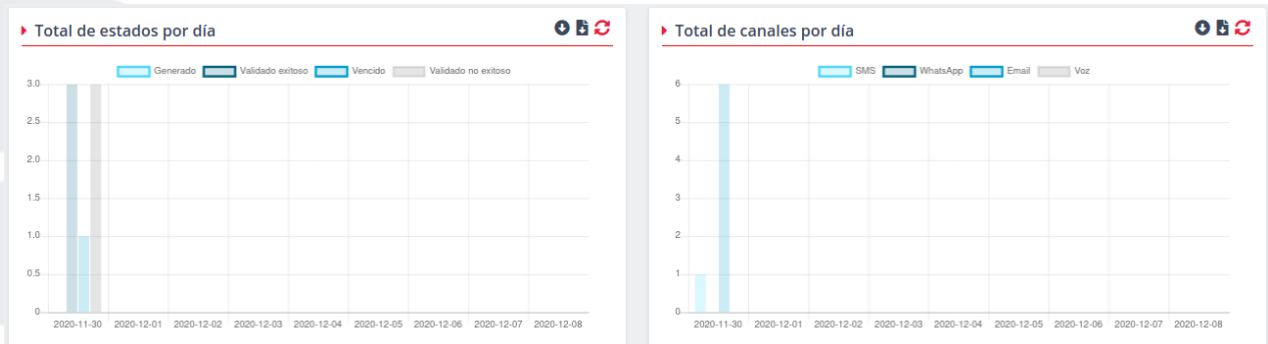 Total de estados por día
Generado Validado exitoso Vencido Validado no exitoso
3.0
2.5
2.0
1.5
1.0
0.5
0
2020-11-30 2020-12-01 2020-12-02 2020-12-03 2020-12-04 2020-12-05 2020-12-06 2020-12-07 2020-12-08
Total de canales por día
SMS WhatsApp Email Voz
6
5
4
3
2
1
0
2020-11-30 2020-12-01 2020-12-02 2020-12-03 2020-12-04 2020-12-05 2020-12-06 2020-12-07 2020-12-08